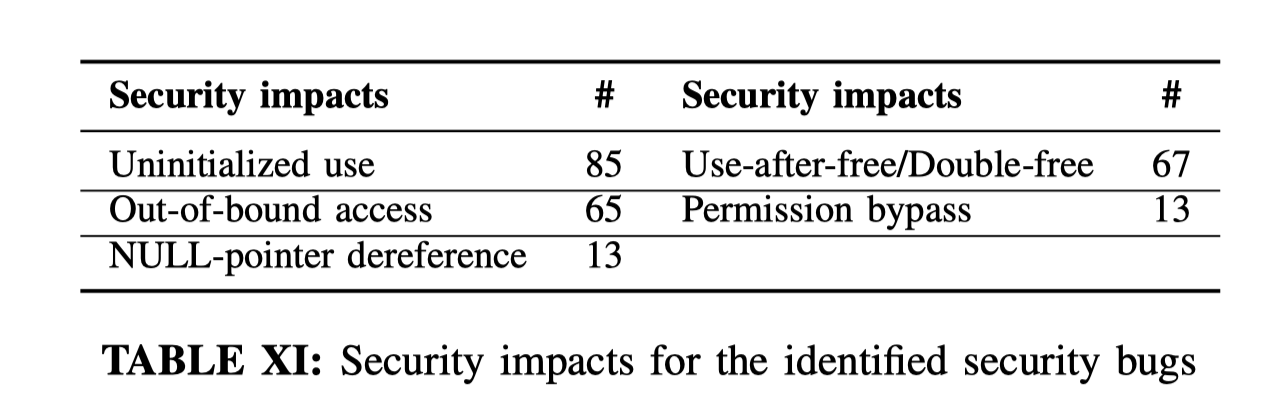 Security impacts # Security impacts #
Uninitialized use 85 Use-after-free/Double-free 67
Out-of-bound access 65 Permission bypass 13
NULL-pointer dereference 13
TABLE XI: Security impacts for the identified security bugs